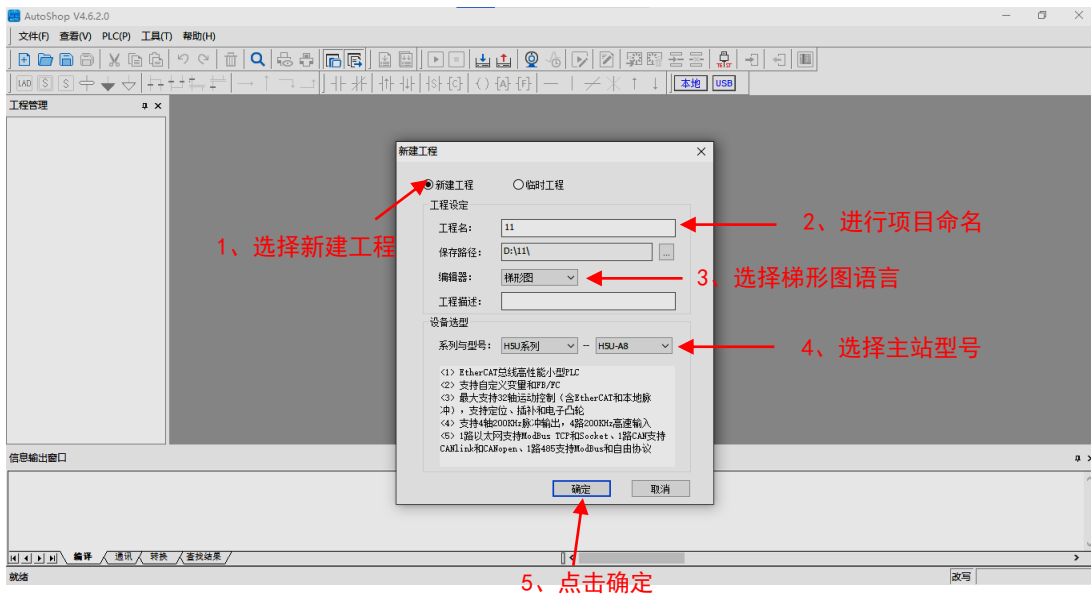 AutoShop V4.6.2.0
文件(F) 查看(V) PLC(P) 工具(T) 帮助(H)
TEST
LAD S S {S} {C} ( ) {A} {F} 本地 USB
工程管理
新建工程
新建工程 临时工程
工程设定
工程名: 11
保存路径: D:\11\ ...
编辑器: 梯形图
工程描述:
设备选型
系列与型号: H5U系列 - H5U-A8
<1> EtherCAT总线高性能小型PLC
<2> 支持自定义变量和FB/FC
<3> 最大支持32轴运动控制（含EtherCAT和本地脉
冲），支持定位、插补和电子凸轮
<4> 支持4轴200KHz脉冲输出，4路200KHz高速输入
<5> 1路以太网支持ModBus TCP和Socket、1路CAN支持
CANlink和CANopen、1路485支持ModBus和自由协议
确定 取消
1、选择新建工程
2、进行项目命名
3、选择梯形图语言
4、选择主站型号
5、点击确定
信息输出窗口
编译 通讯 转换 查找结果
就绪 改写